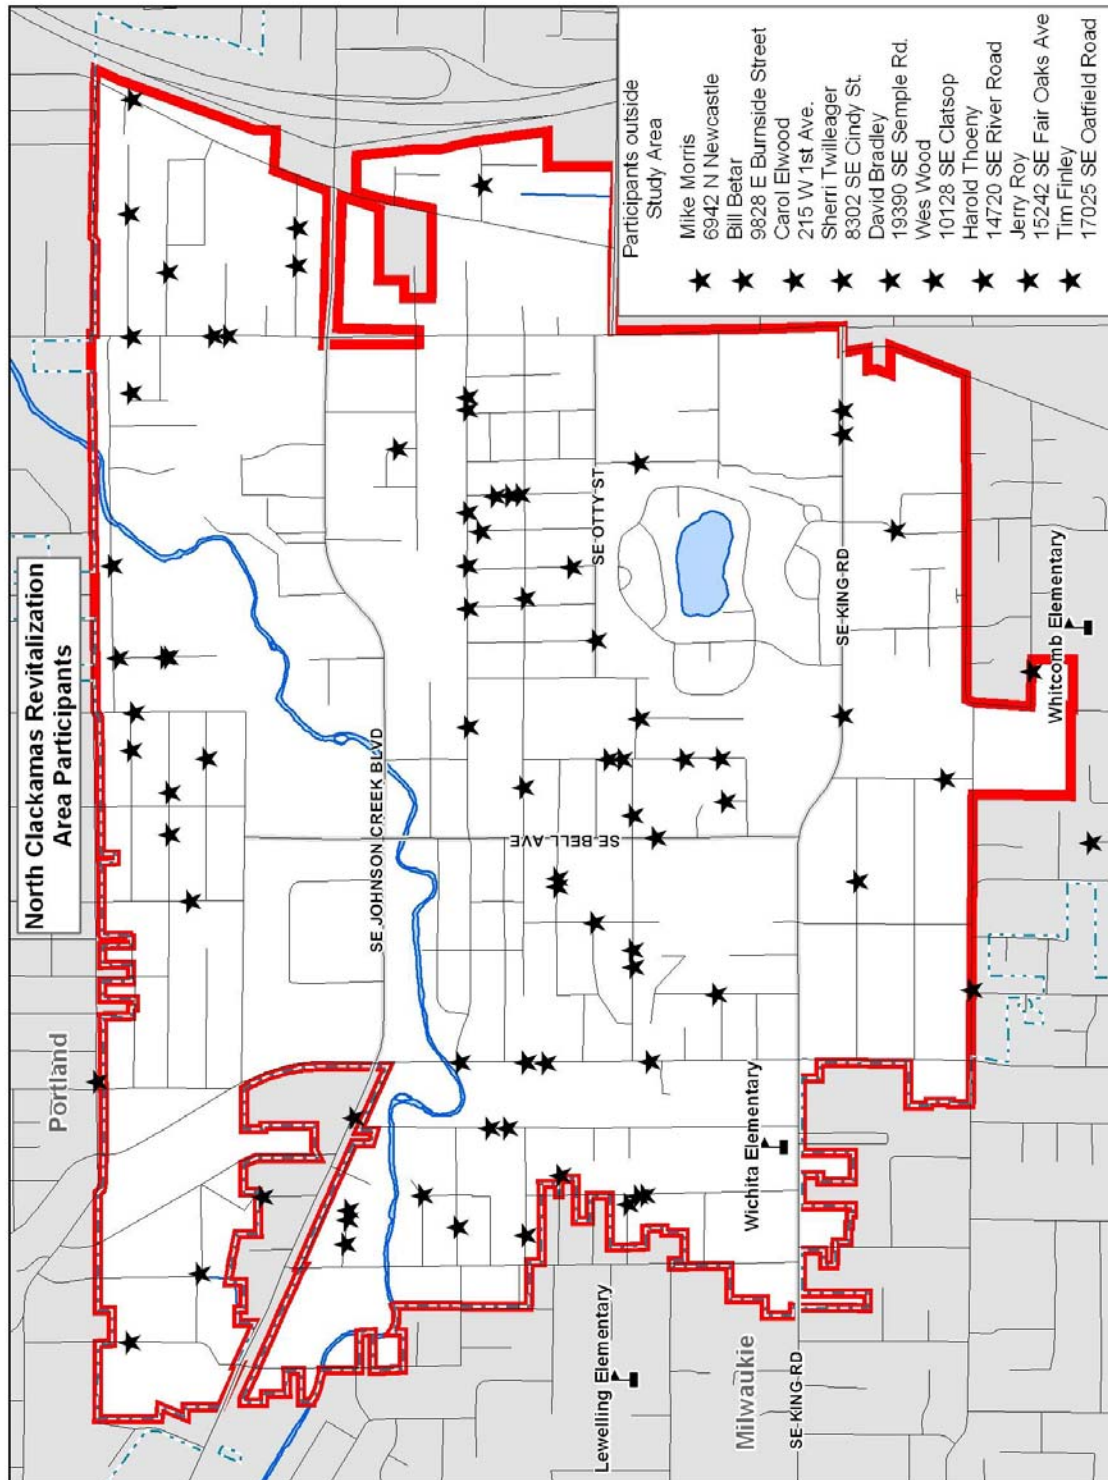 North Clackamas Revitalization
Area Participants
Portland
SE JOHNSON CREEK BLVD
SE-BELL-AVE
SE-OTTY-ST
SE-KING-RD
Wichita Elementary
Lewelling Elementary
Milwaukie
SE-KING-RD
Whitcomb Elementary
Participants outside
Study Area
Mike Morris
6942 N Newcastle
Bill Betar
9828 E Burnside Street
Carol Elwood
215 W 1st Ave.
Sherri Twilleager
8302 SE Cindy St.
David Bradley
19390 SE Semple Rd.
Wes Wood
10128 SE Clatsop
Harold Thoeny
14720 SE River Road
Jerry Roy
15242 SE Fair Oaks Ave
Tim Finley
17025 SE Oatfield Road